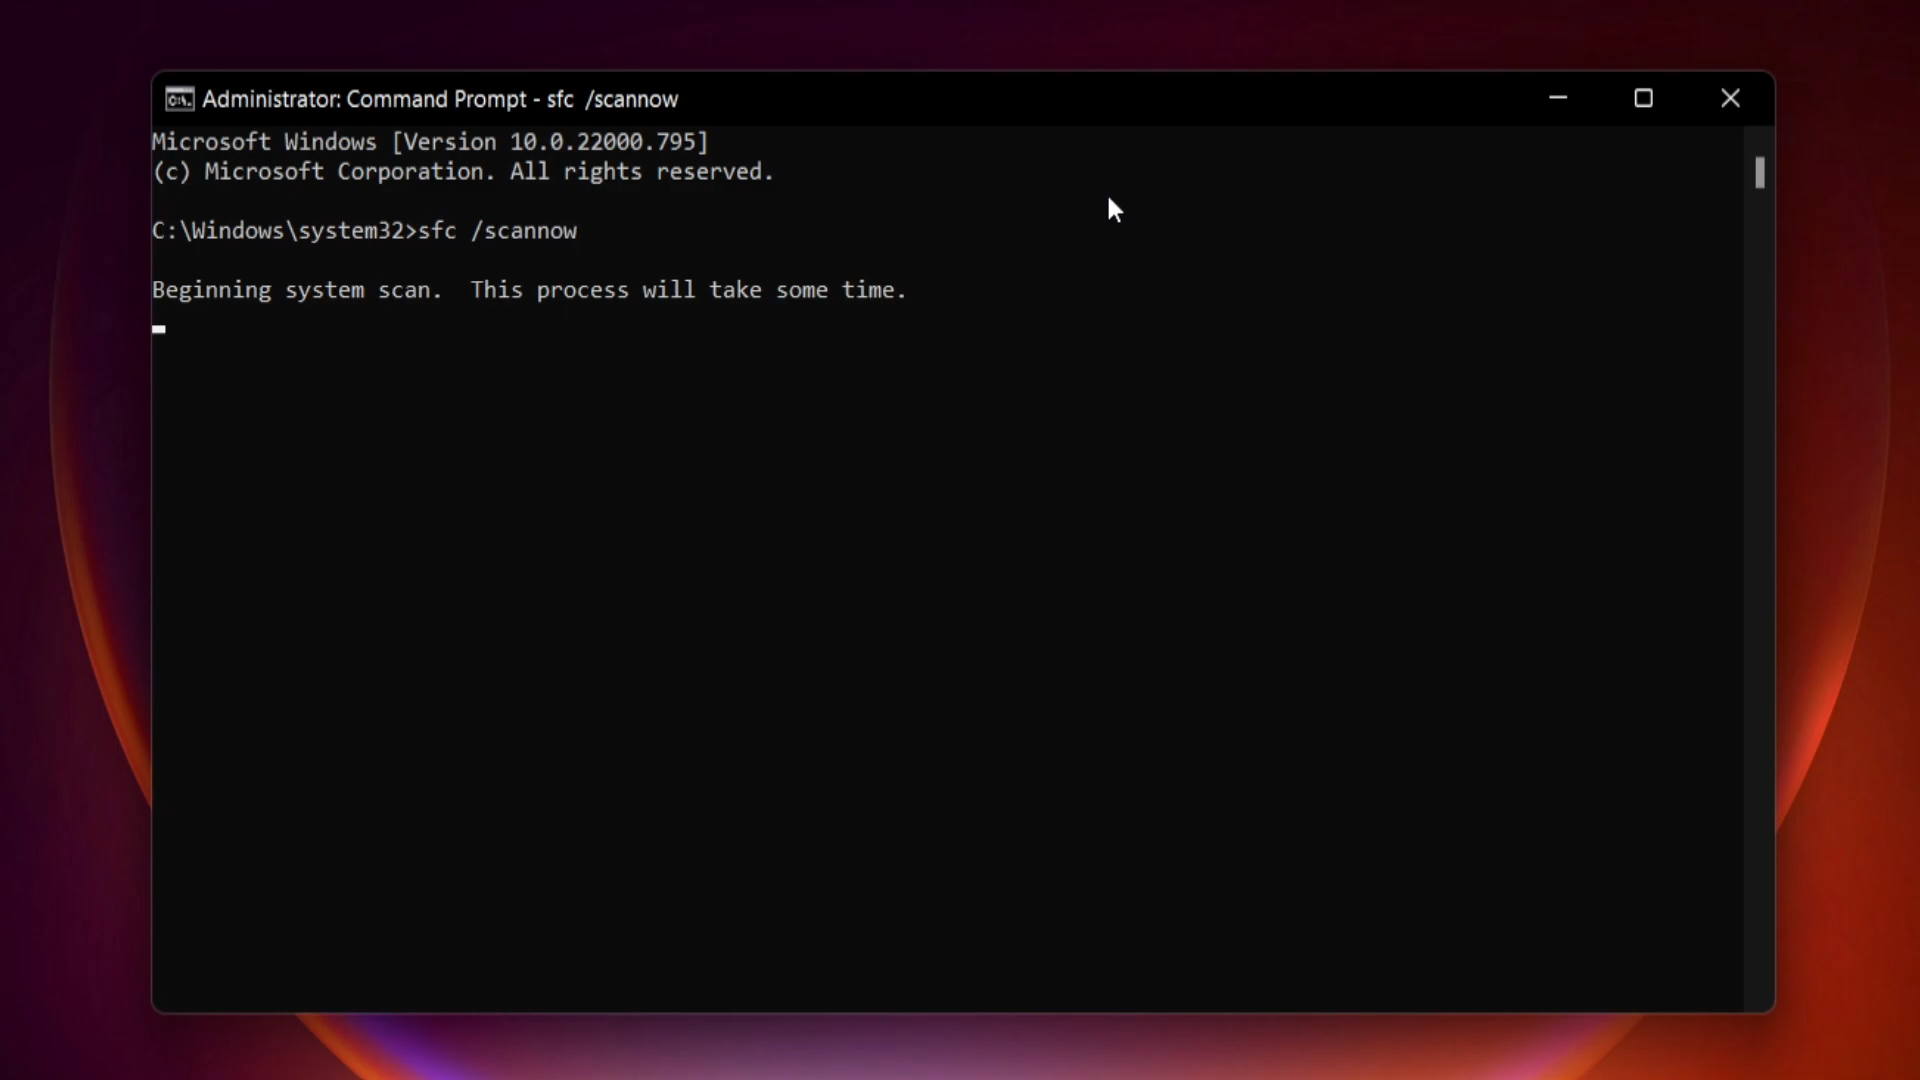 Administrator: Command Prompt - sfc  /scannow
Microsoft Windows [Version 10.0.22000.795]
(c) Microsoft Corporation. All rights reserved.
C:\Windows\system32>sfc /scannow
Beginning system scan.  This process will take some time.